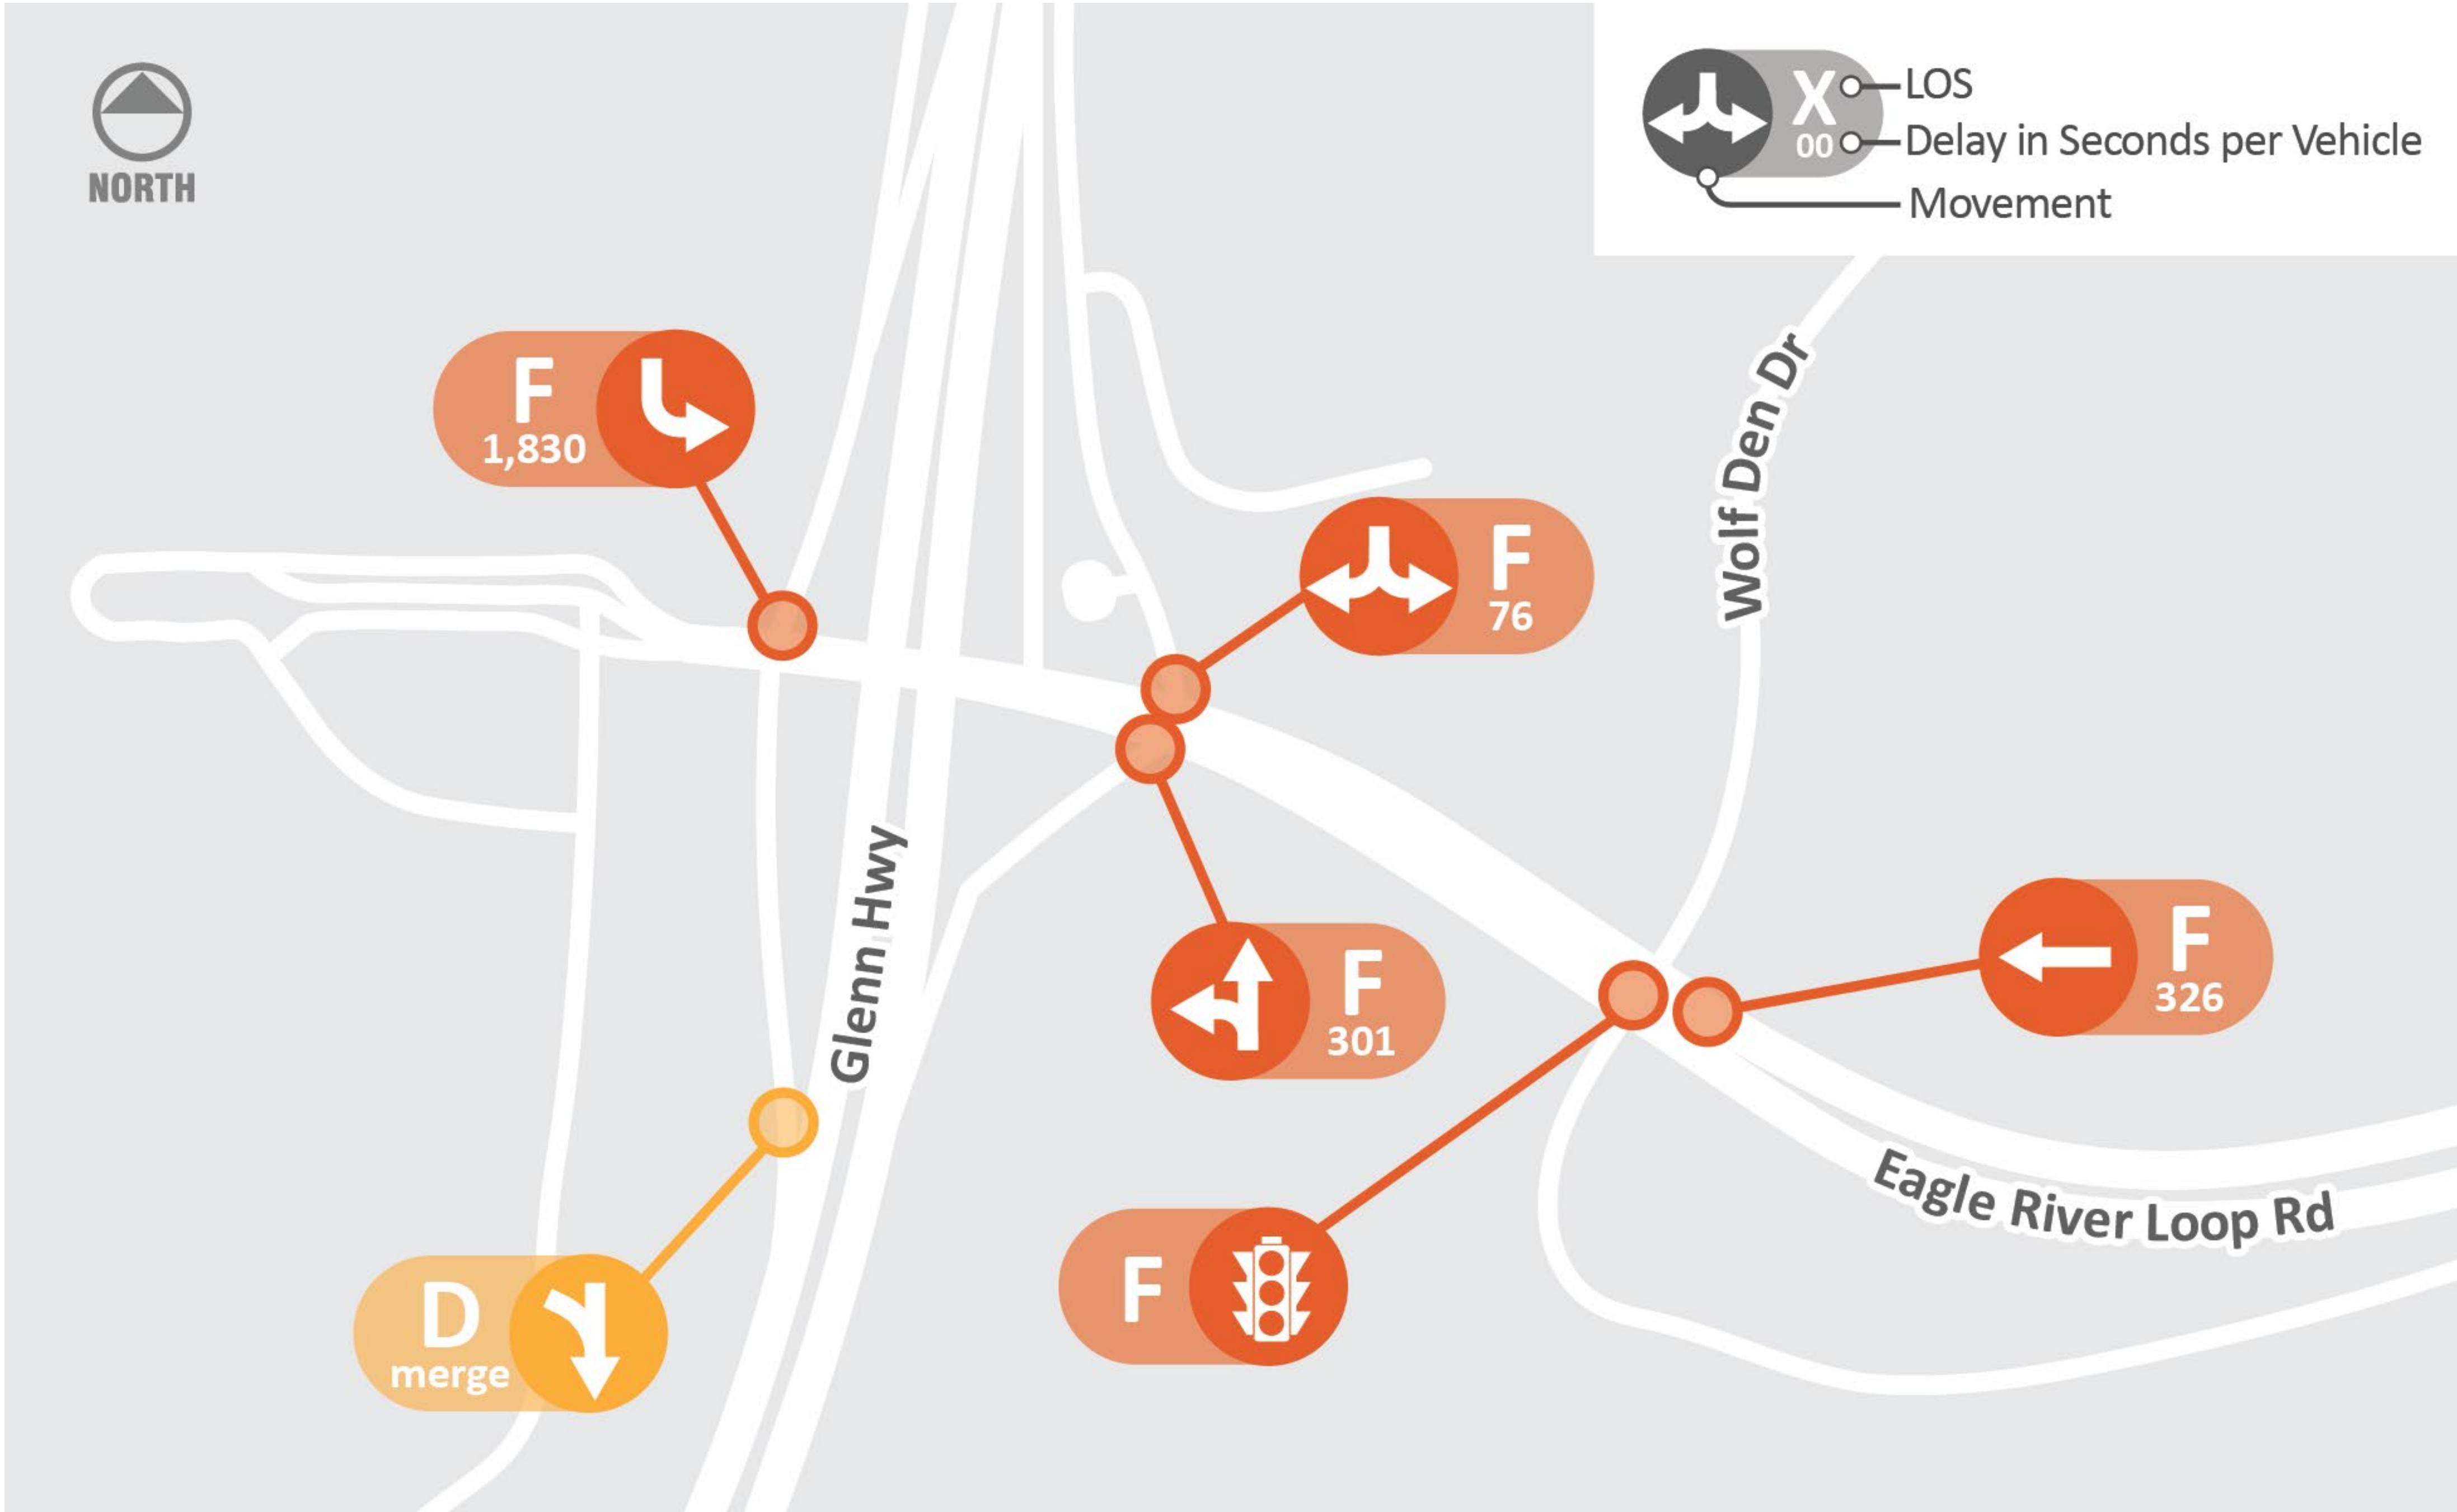 NORTH
X
00
LOS
Delay in Seconds per Vehicle
Movement
F
1,830
F
76
Wolf Den Dr
Glenn Hwy
F
301
F
326
Eagle River Loop Rd
F
D
merge